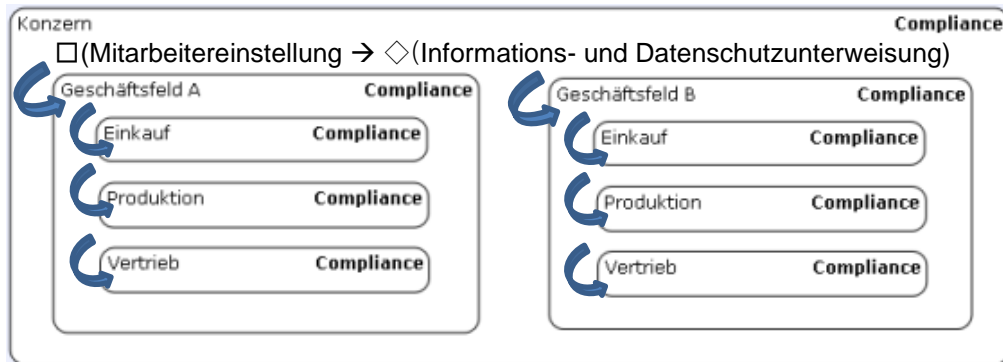 Konzern Compliance
□(Mitarbeitereinstellung → ◇(Informations- und Datenschutzunterweisung)
Geschäftsfeld A Compliance
Einkauf Compliance
Produktion Compliance
Vertrieb Compliance
Geschäftsfeld B Compliance
Einkauf Compliance
Produktion Compliance
Vertrieb Compliance